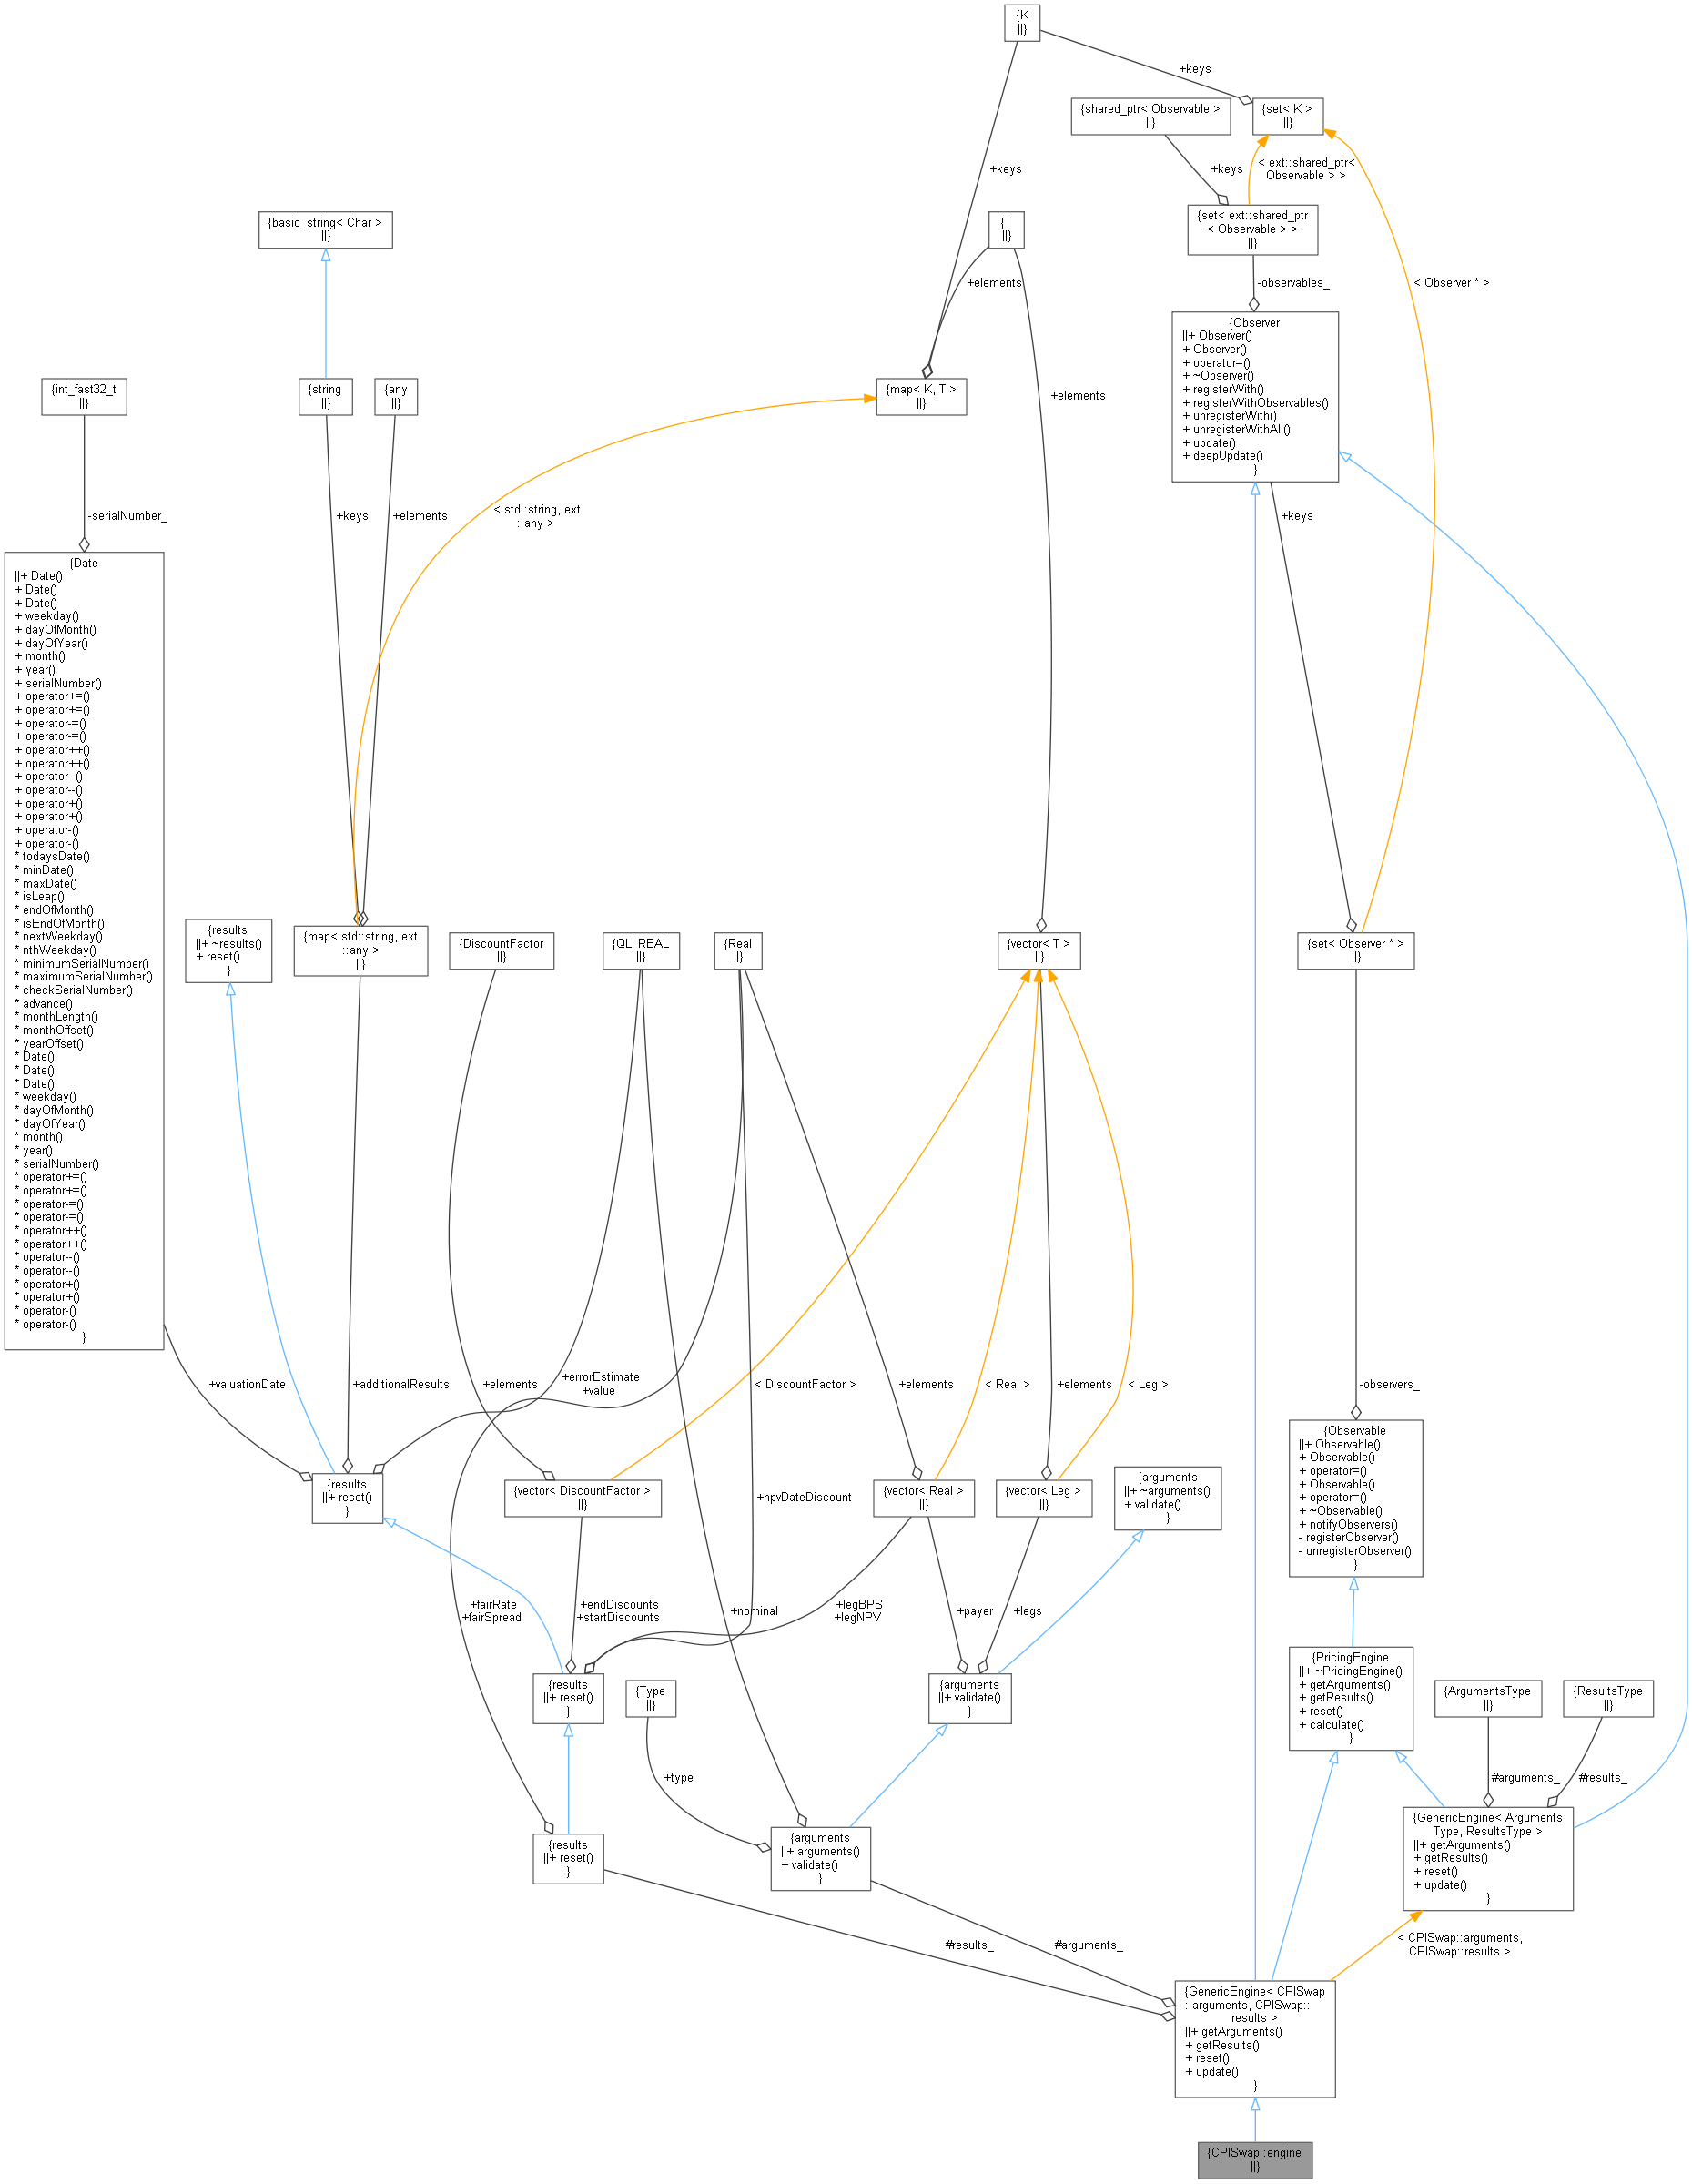 {K
||}
+keys
{shared_ptr< Observable >
||}
{set< K >
||}
+keys
+keys
< ext::shared_ptr<
Observable > >
{basic_string< Char >
||}
{T
||}
{set< ext::shared_ptr
< Observable > >
||}
+elements
-observables_
< Observer * >
{Observer
||+ Observer()
+ Observer()
+ operator=()
+ ~Observer()
+ registerWith()
+ registerWithObservables()
+ unregisterWith()
+ unregisterWithAll()
+ update()
+ deepUpdate()
}
{int_fast32_t
||}
{string
||}
{any
||}
{map< K, T >
||}
+elements
-serialNumber_
+keys
+elements
< std::string, ext
::any >
+keys
{Date
||+ Date()
+ Date()
+ Date()
+ weekday()
+ dayOfMonth()
+ dayOfYear()
+ month()
+ year()
+ serialNumber()
+ operator+=()
+ operator+=()
+ operator-=()
+ operator-=()
+ operator++()
+ operator++()
+ operator--()
+ operator--()
+ operator+()
+ operator+()
+ operator-()
+ operator-()
* todaysDate()
* minDate()
* maxDate()
* isLeap()
* endOfMonth()
* isEndOfMonth()
* nextWeekday()
* nthWeekday()
* minimumSerialNumber()
* maximumSerialNumber()
* checkSerialNumber()
* advance()
* monthLength()
* monthOffset()
* yearOffset()
* Date()
* Date()
* Date()
* weekday()
* dayOfMonth()
* dayOfYear()
* month()
* year()
* serialNumber()
* operator+=()
* operator+=()
* operator-=()
* operator-=()
* operator++()
* operator++()
* operator--()
* operator--()
* operator+()
* operator+()
* operator-()
* operator-()
}
{results
||+ ~results()
+ reset()
}
{map< std::string, ext
::any >
||}
{DiscountFactor
||}
{QL_REAL
||}
{Real
||}
{vector< T >
||}
{set< Observer * >
||}
+valuationDate
+additionalResults
+elements
+errorEstimate
+value
< DiscountFactor >
+elements
< Real >
+elements
< Leg >
-observers_
{results
||+ reset()
}
{vector< DiscountFactor >
||}
+npvDateDiscount
{vector< Real >
||}
{vector< Leg >
||}
{arguments
||+ ~arguments()
+ validate()
}
{Observable
||+ Observable()
+ Observable()
+ operator=()
+ Observable()
+ operator=()
+ ~Observable()
+ notifyObservers()
- registerObserver()
- unregisterObserver()
}
+fairRate
+fairSpread
+endDiscounts
+startDiscounts
+nominal
+legBPS
+legNPV
+payer
+legs
{results
||+ reset()
}
{Type
||}
{arguments
||+ validate()
}
{PricingEngine
||+ ~PricingEngine()
+ getArguments()
+ getResults()
+ reset()
+ calculate()
}
{ArgumentsType
||}
{ResultsType
||}
+type
#arguments_
#results_
{results
||+ reset()
}
{arguments
||+ arguments()
+ validate()
}
{GenericEngine< Arguments
Type, ResultsType >
||+ getArguments()
+ getResults()
+ reset()
+ update()
}
#results_
#arguments_
< CPISwap::arguments,
CPISwap::results >
{GenericEngine< CPISwap
::arguments, CPISwap::
results >
||+ getArguments()
+ getResults()
+ reset()
+ update()
}
{CPISwap::engine
||}